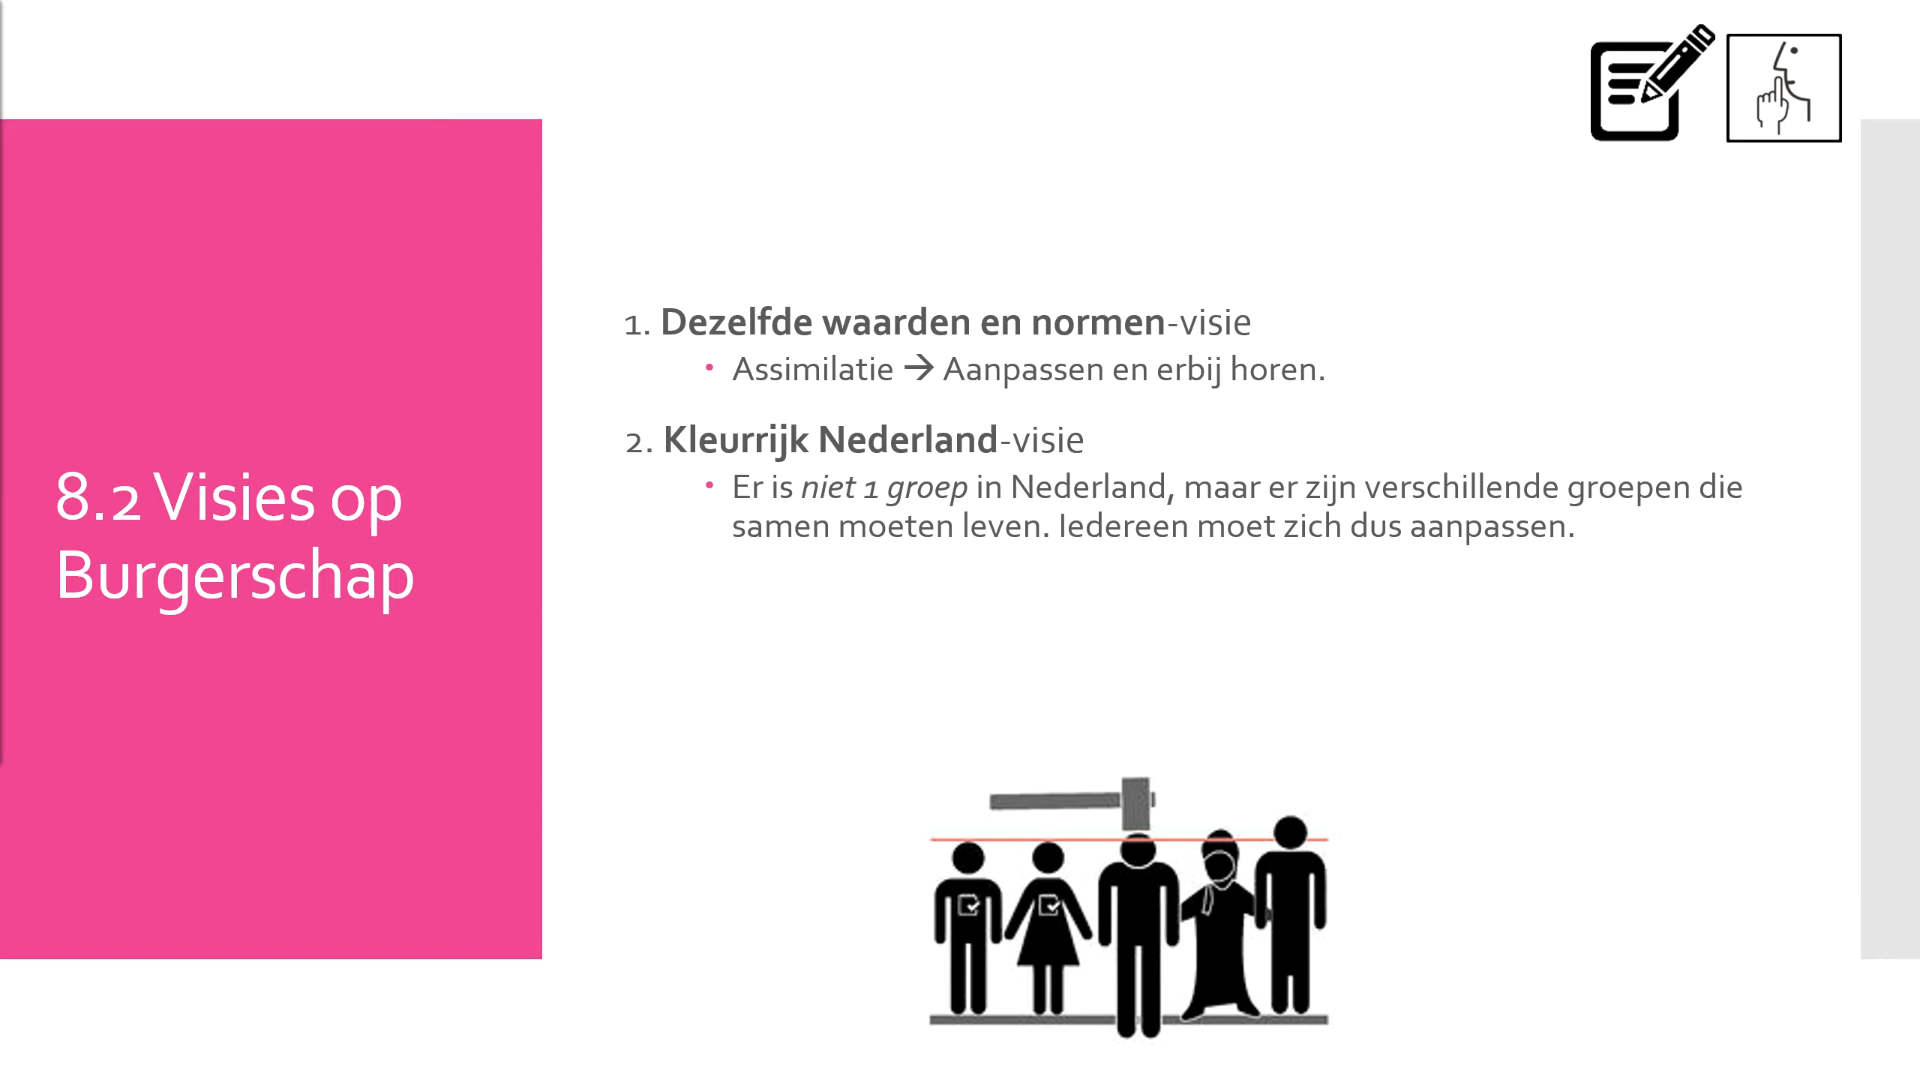 8.2 Visies op
Burgerschap
1. Dezelfde waarden en normen-visie
• Assimilatie → Aanpassen en erbij horen.
2. Kleurrijk Nederland-visie
• Er is niet 1 groep in Nederland, maar er zijn verschillende groepen die
samen moeten leven. Iedereen moet zich dus aanpassen.